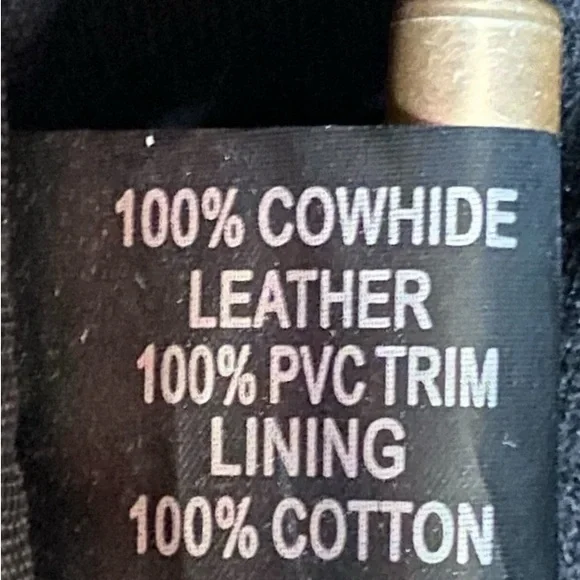 100% COWHIDE
LEATHER
100% PVC TRIM
LINING
100% COTTON